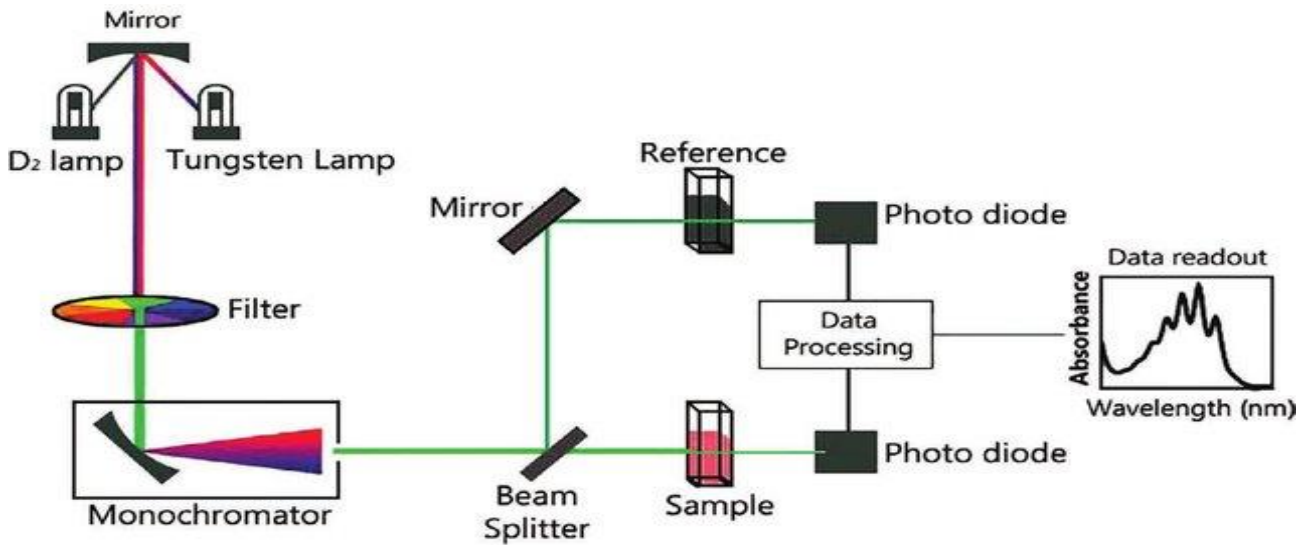 Mirror
D₂ lamp
Tungsten Lamp
Filter
Monochromator
Beam
Splitter
Mirror
Reference
Sample
Photo diode
Data
Processing
Photo diode
Data readout
Absorbance
Wavelength (nm)